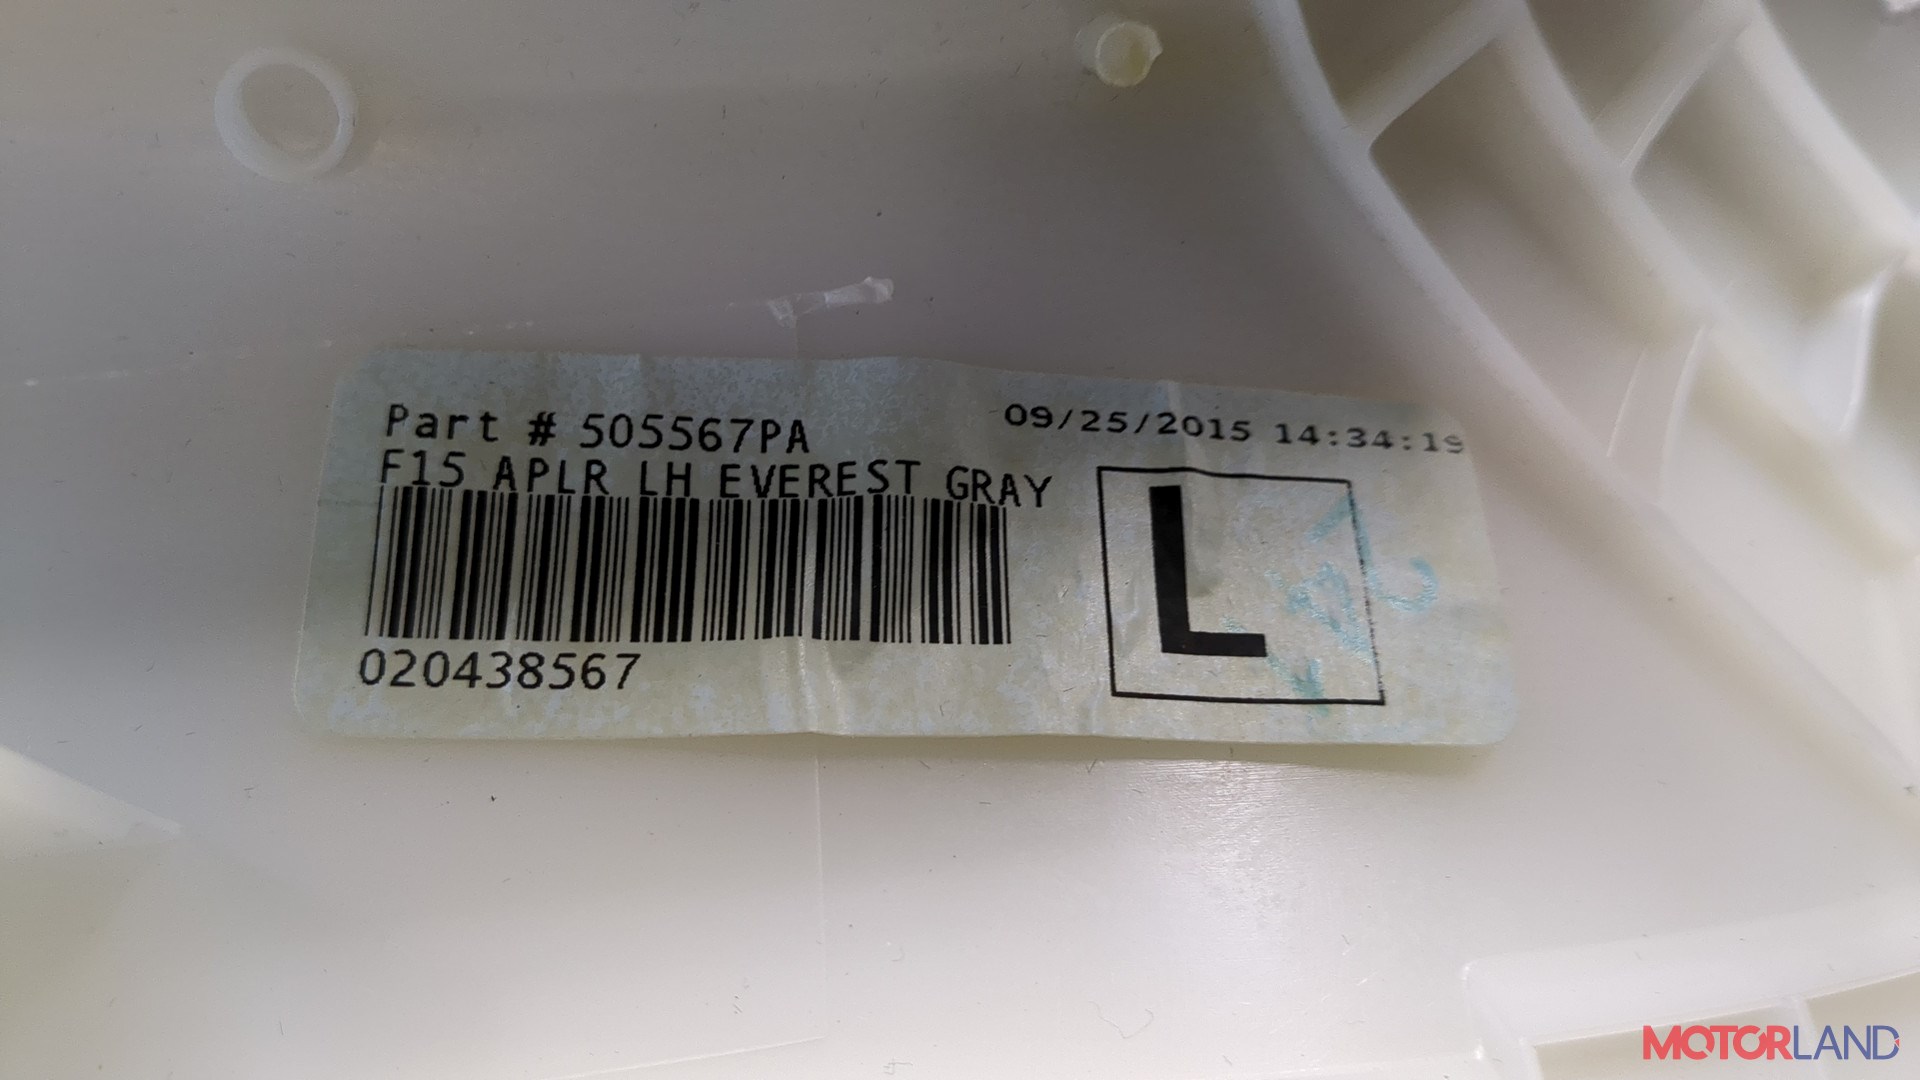 Part # 505567PA
09/25/2015 14:34:19
F15 APLR LH EVEREST GRAY
L
020438567
MOTORLAND